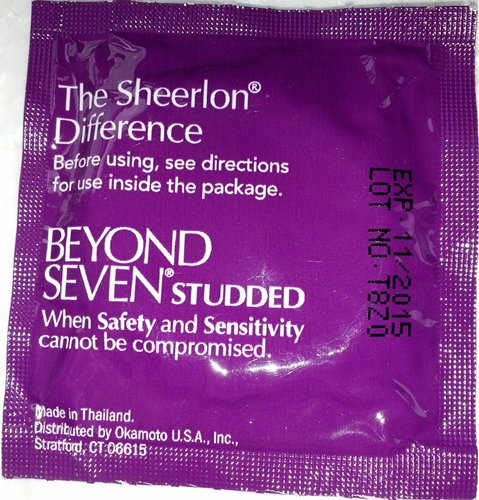 The Sheerlon®
Difference
Before using, see directions
for use inside the package.
BEYOND
SEVEN® STUDDED
When Safety and Sensitivity
cannot be compromised.
Made in Thailand.
Distributed by Okamoto U.S.A., Inc.,
Stratford, CT 06615
EXP. 11/2015
LOT NO. T8Z0